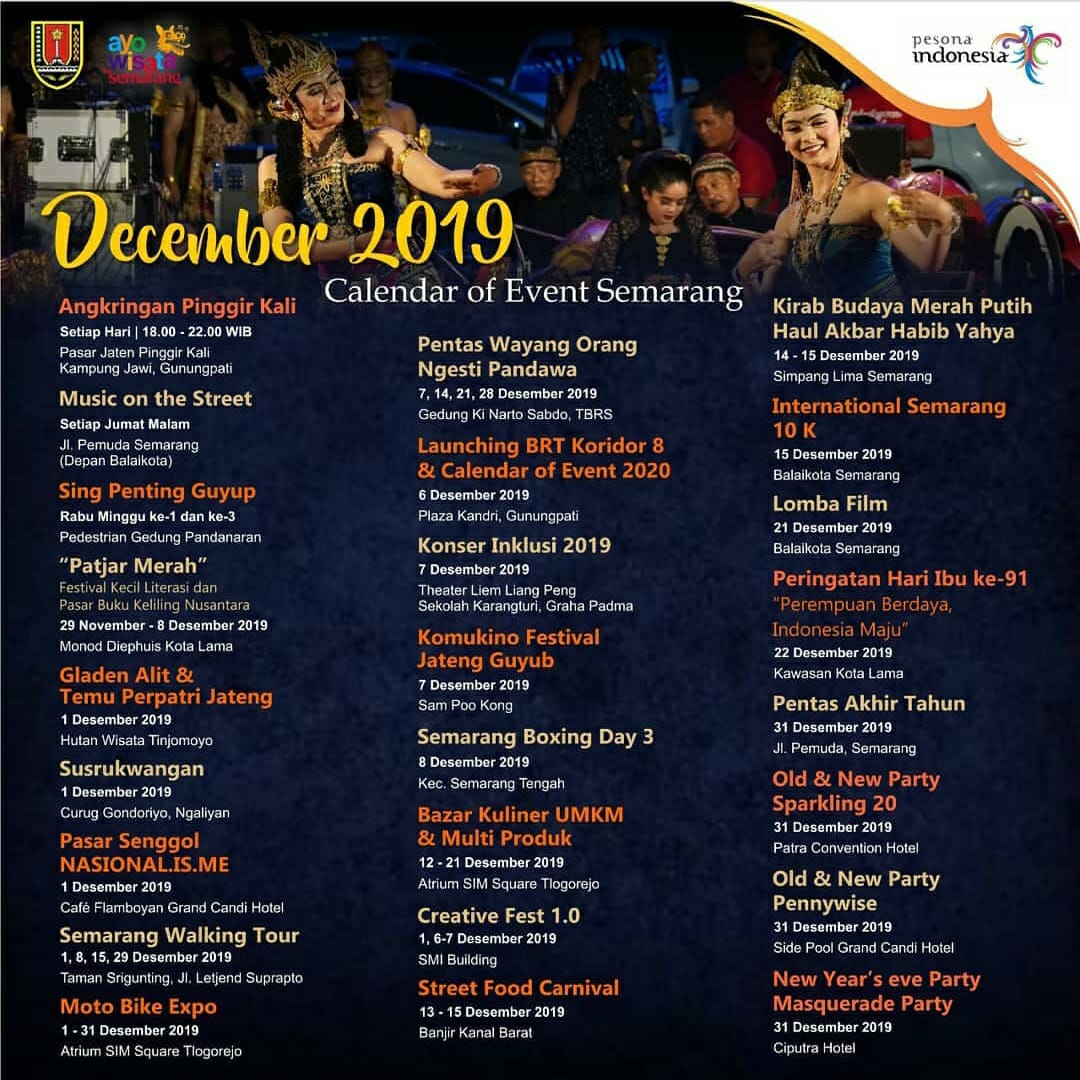 ayo
wisata
semarang
pesona
indonesia
December 2019
Calendar of Event Semarang
Angkringan Pinggir Kali
Setiap Hari | 18.00 - 22.00 WIB
Pasar Jaten Pinggir Kali
Kampung Jawi, Gunungpati
Music on the Street
Setiap Jumat Malam
Jl. Pemuda Semarang
(Depan Balaikota)
Sing Penting Guyup
Rabu Minggu ke-1 dan ke-3
Pedestrian Gedung Pandanaran
“Patjar Merah”
Festival Kecil Literasi dan
Pasar Buku Keliling Nusantara
29 November - 8 Desember 2019
Monod Diephuis Kota Lama
Gladen Alit &
Temu Perpatri Jateng
1 Desember 2019
Hutan Wisata Tinjomoyo
Susrukwangan
1 Desember 2019
Curug Gondoriyo, Ngaliyan
Pasar Senggol
NASIONAL.IS.ME
1 Desember 2019
Café Flamboyan Grand Candi Hotel
Semarang Walking Tour
1, 8, 15, 29 Desember 2019
Taman Srigunting, Jl. Letjend Suprapto
Moto Bike Expo
1 - 31 Desember 2019
Atrium SIM Square Tlogorejo
Pentas Wayang Orang
Ngesti Pandawa
7, 14, 21, 28 Desember 2019
Gedung Ki Narto Sabdo, TBRS
Launching BRT Koridor 8
& Calendar of Event 2020
6 Desember 2019
Plaza Kandri, Gunungpati
Konser Inklusi 2019
7 Desember 2019
Theater Liem Liang Peng
Sekolah Karangturi, Graha Padma
Komukino Festival
Jateng Guyub
7 Desember 2019
Sam Poo Kong
Semarang Boxing Day 3
8 Desember 2019
Kec. Semarang Tengah
Bazar Kuliner UMKM
& Multi Produk
12 - 21 Desember 2019
Atrium SIM Square Tlogorejo
Creative Fest 1.0
1, 6-7 Desember 2019
SMI Building
Street Food Carnival
13 - 15 Desember 2019
Banjir Kanal Barat
Kirab Budaya Merah Putih
Haul Akbar Habib Yahya
14 - 15 Desember 2019
Simpang Lima Semarang
International Semarang
10 K
15 Desember 2019
Balaikota Semarang
Lomba Film
21 Desember 2019
Balaikota Semarang
Peringatan Hari Ibu ke-91
“Perempuan Berdaya,
Indonesia Maju”
22 Desember 2019
Kawasan Kota Lama
Pentas Akhir Tahun
31 Desember 2019
Jl. Pemuda, Semarang
Old & New Party
Sparkling 20
31 Desember 2019
Patra Convention Hotel
Old & New Party
Pennywise
31 Desember 2019
Side Pool Grand Candi Hotel
New Year’s eve Party
Masquerade Party
31 Desember 2019
Ciputra Hotel